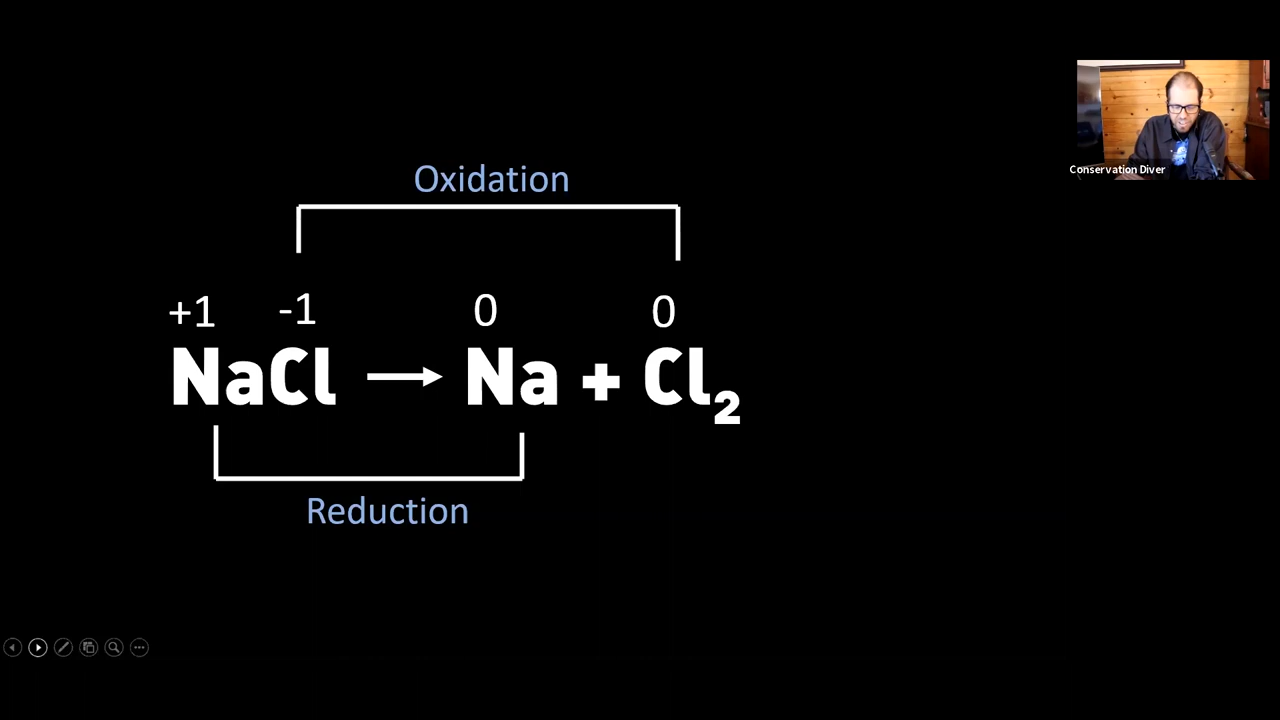 Oxidation
+1 -1 0 0
NaCl → Na + Cl₂
Reduction
Conservation Diver